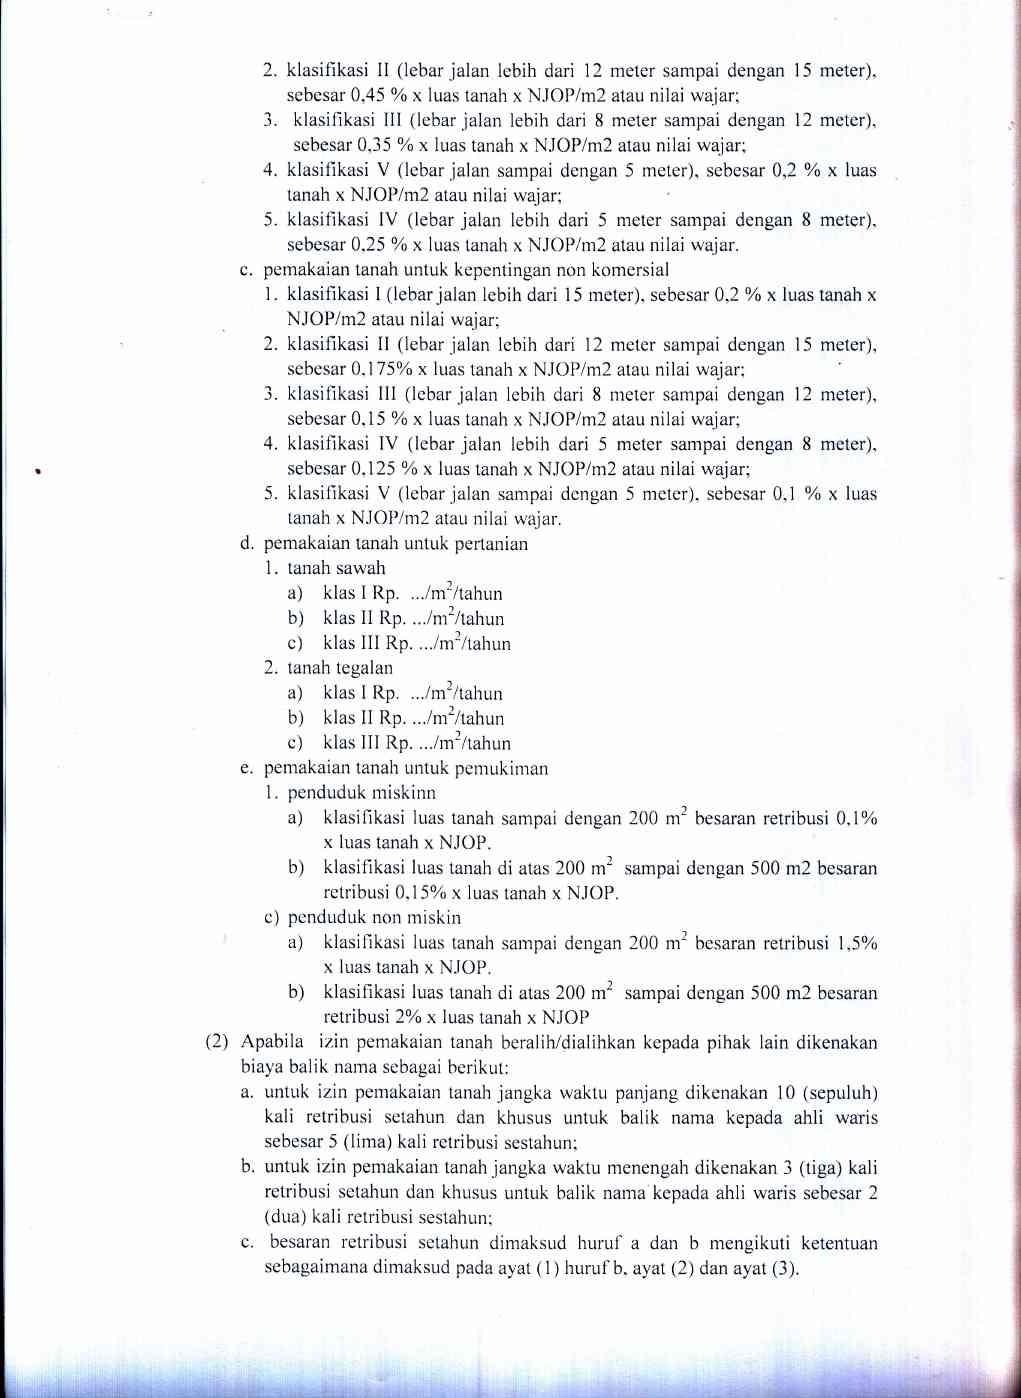 2. klasifikasi II (lebar jalan lebih dari 12 meter sampai dengan 15 meter),
sebesar 0,45 % x luas tanah x NJOP/m2 atau nilai wajar;
3. klasifikasi III (lebar jalan lebih dari 8 meter sampai dengan 12 meter),
sebesar 0,35 % x luas tanah x NJOP/m2 atau nilai wajar;
4. klasifikasi V (lebar jalan sampai dengan 5 meter), sebesar 0,2 % x luas
tanah x NJOP/m2 atau nilai wajar;
5. klasifikasi IV (lebar jalan lebih dari 5 meter sampai dengan 8 meter),
sebesar 0,25 % x luas tanah x NJOP/m2 atau nilai wajar.
c. pemakaian tanah untuk kepentingan non komersial
1. klasifikasi I (lebar jalan lebih dari 15 meter), sebesar 0,2 % x luas tanah x
NJOP/m2 atau nilai wajar;
2. klasifikasi II (lebar jalan lebih dari 12 meter sampai dengan 15 meter),
sebesar 0,175% x luas tanah x NJOP/m2 atau nilai wajar;
3. klasifikasi III (lebar jalan lebih dari 8 meter sampai dengan 12 meter),
sebesar 0,15 % x luas tanah x NJOP/m2 atau nilai wajar;
4. klasifikasi IV (lebar jalan lebih dari 5 meter sampai dengan 8 meter),
sebesar 0,125 % x luas tanah x NJOP/m2 atau nilai wajar;
5. klasifikasi V (lebar jalan sampai dengan 5 meter), sebesar 0,1 % x luas
tanah x NJOP/m2 atau nilai wajar.
d. pemakaian tanah untuk pertanian
1. tanah sawah
a) klas I Rp. .../m²/tahun
b) klas II Rp. .../m²/tahun
c) klas III Rp. .../m²/tahun
2. tanah tegalan
a) klas I Rp. .../m²/tahun
b) klas II Rp. .../m²/tahun
c) klas III Rp. .../m²/tahun
e. pemakaian tanah untuk pemukiman
1. penduduk miskinn
a) klasifikasi luas tanah sampai dengan 200 m² besaran retribusi 0,1%
x luas tanah x NJOP.
b) klasifikasi luas tanah di atas 200 m² sampai dengan 500 m2 besaran
retribusi 0,15% x luas tanah x NJOP.
c) penduduk non miskin
a) klasifikasi luas tanah sampai dengan 200 m² besaran retribusi 1,5%
x luas tanah x NJOP.
b) klasifikasi luas tanah di atas 200 m² sampai dengan 500 m2 besaran
retribusi 2% x luas tanah x NJOP
(2) Apabila izin pemakaian tanah beralih/dialihkan kepada pihak lain dikenakan
biaya balik nama sebagai berikut:
a. untuk izin pemakaian tanah jangka waktu panjang dikenakan 10 (sepuluh)
kali retribusi setahun dan khusus untuk balik nama kepada ahli waris
sebesar 5 (lima) kali retribusi sestahun;
b. untuk izin pemakaian tanah jangka waktu menengah dikenakan 3 (tiga) kali
retribusi setahun dan khusus untuk balik nama kepada ahli waris sebesar 2
(dua) kali retribusi sestahun;
c. besaran retribusi setahun dimaksud huruf a dan b mengikuti ketentuan
sebagaimana dimaksud pada ayat (1) huruf b, ayat (2) dan ayat (3).